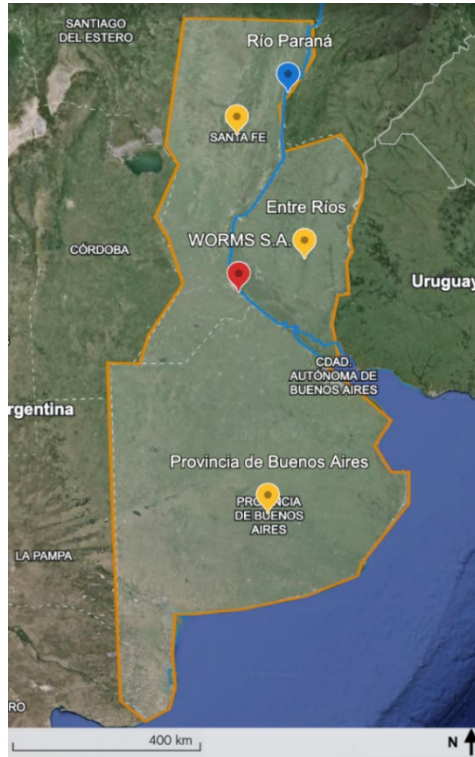 SANTIAGO
DEL ESTERO
Río Paraná
SANTA FE
Entre Ríos
WORMS S.A.
CÓRDOBA
Uruguay
CDAD.
AUTÓNOMA DE
BUENOS AIRES
rgentina
Provincia de Buenos Aires
PROVINCIA
DE BUENOS
AIRES
LA PAMPA
RO
400 km
N